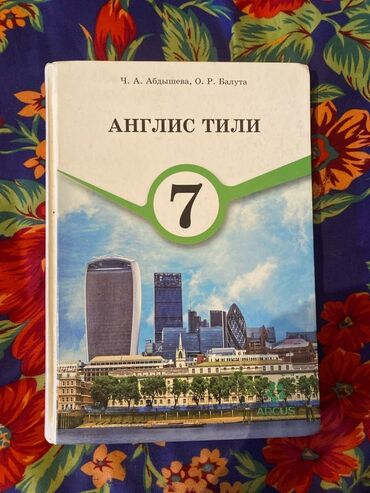 Ч. А. Абдышева, О. Р. Балута
АНГЛИС ТИЛИ
7
ARCUS